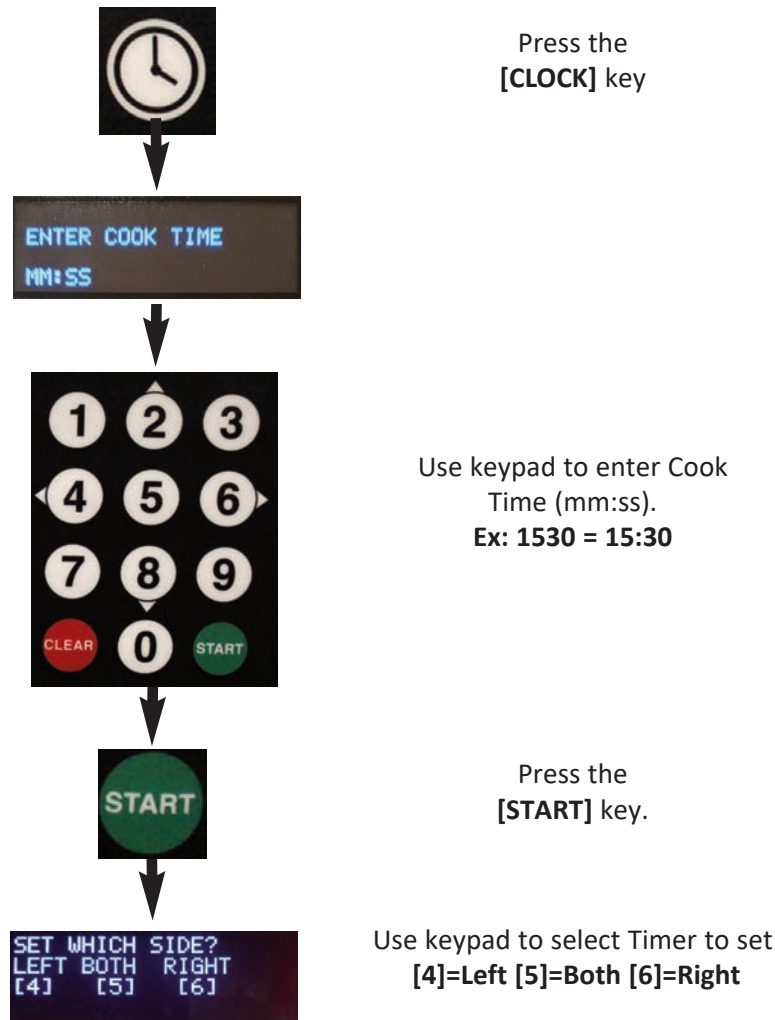 Press the
[CLOCK] key
ENTER COOK TIME
MM:SS
1 2 3
4 5 6
7 8 9
CLEAR 0 START
Use keypad to enter Cook
Time (mm:ss).
Ex: 1530 = 15:30
START
Press the
[START] key.
SET WHICH SIDE?
LEFT BOTH RIGHT
[4] [5] [6]
Use keypad to select Timer to set
[4]=Left [5]=Both [6]=Right